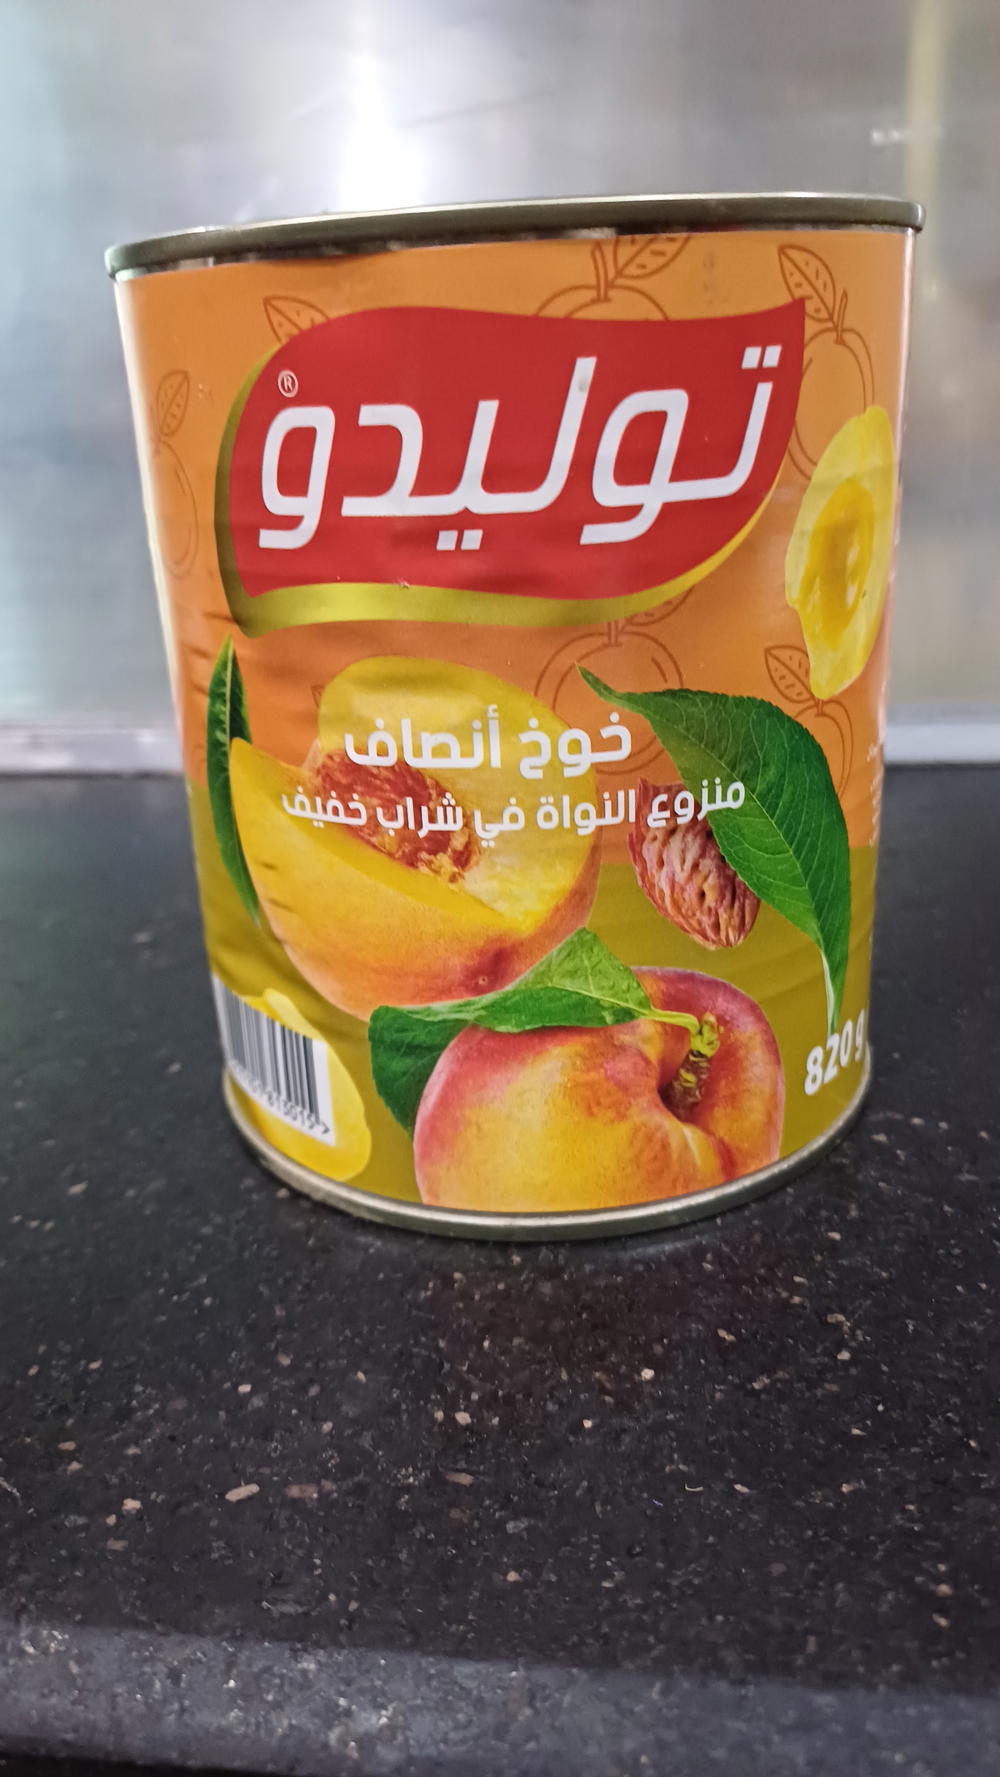 توليدو®
خوخ أنصاف
منزوع النواة في شراب خفيف
820g